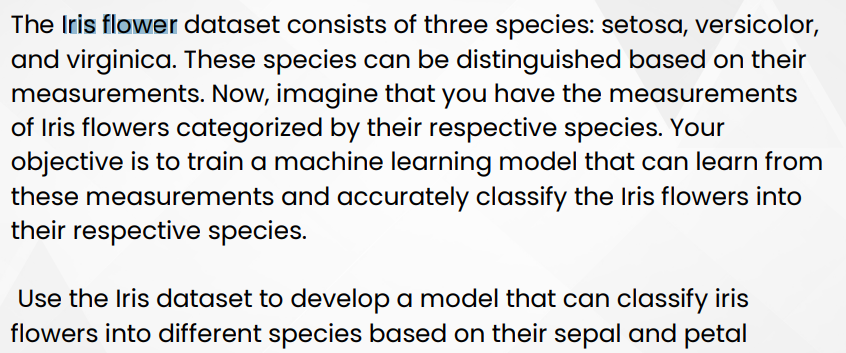 The Iris flower dataset consists of three species: setosa, versicolor,
and virginica. These species can be distinguished based on their
measurements. Now, imagine that you have the measurements
of Iris flowers categorized by their respective species. Your
objective is to train a machine learning model that can learn from
these measurements and accurately classify the Iris flowers into
their respective species.
Use the Iris dataset to develop a model that can classify iris
flowers into different species based on their sepal and petal